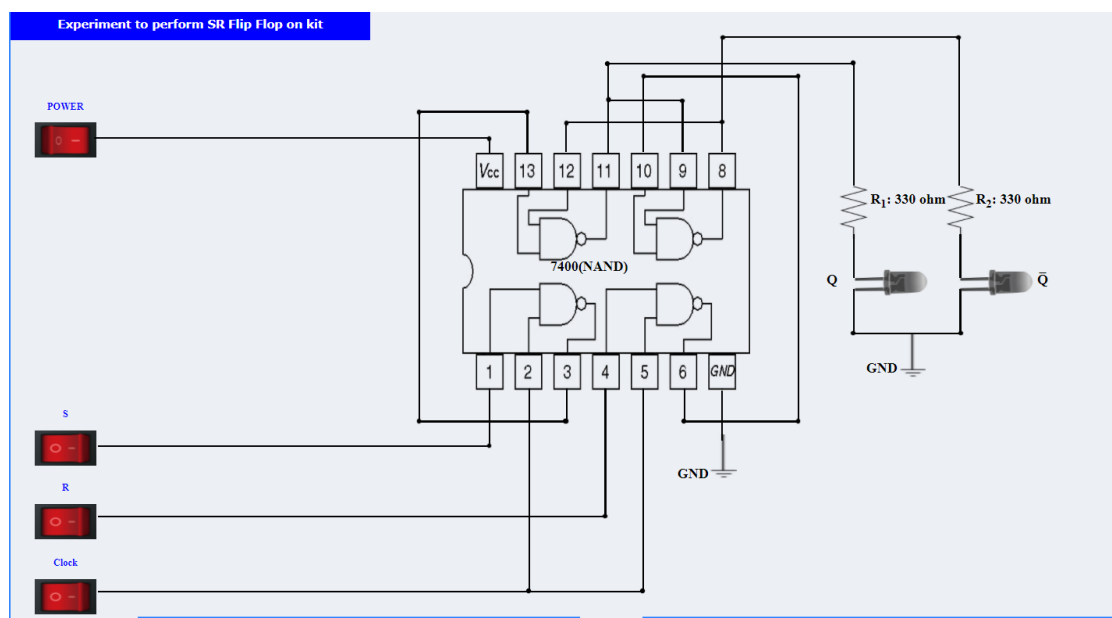 Experiment to perform SR Flip Flop on kit
POWER
Vcc 13 12 11 10 9 8
R1: 330 ohm R2: 330 ohm
7400(NAND)
Q Q̄
1 2 3 4 5 6 GND
GND
S
GND
R
Clock